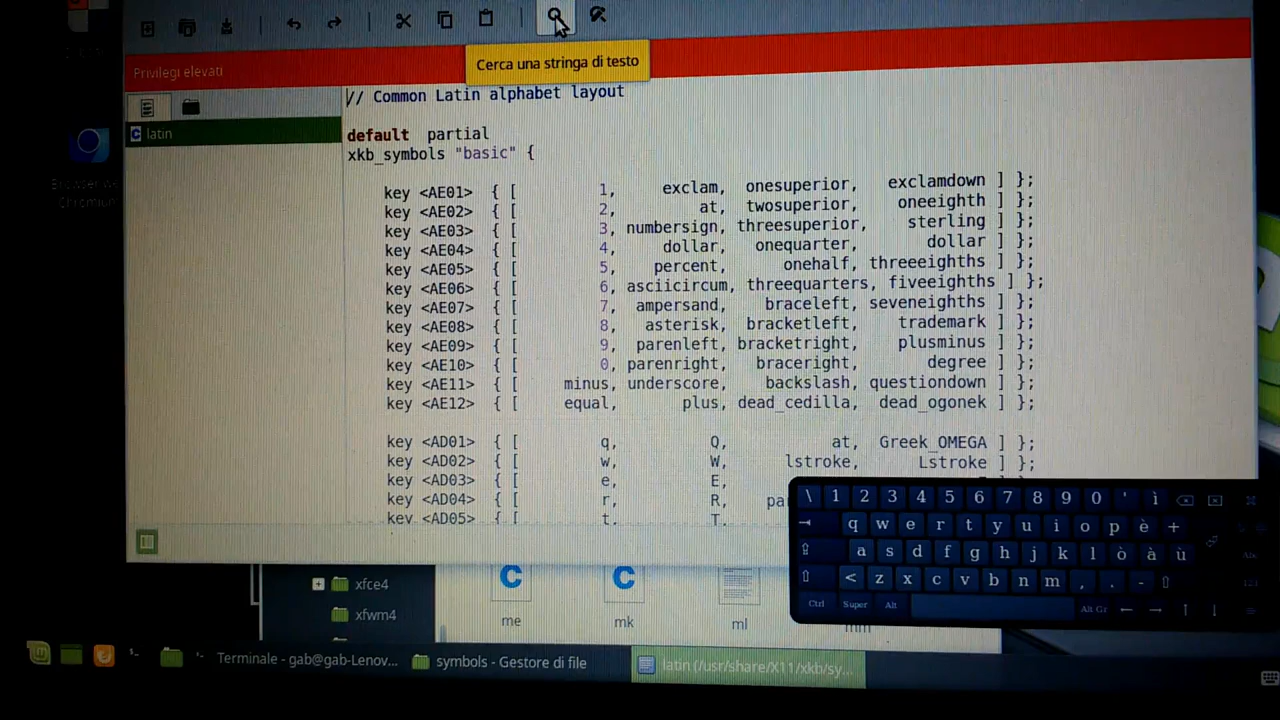 Cerca una stringa di testo
Privilegi elevati
latin
// Common Latin alphabet layout
default partial
xkb_symbols "basic" {
key <AE01> { [ 1, exclam, onesuperior, exclamdown ] };
key <AE02> { [ 2, at, twosuperior, oneeighth ] };
key <AE03> { [ 3, numbersign, threesuperior, sterling ] };
key <AE04> { [ 4, dollar, onequarter, dollar ] };
key <AE05> { [ 5, percent, onehalf, threeeighths ] };
key <AE06> { [ 6, asciicircum, threequarters, fiveeighths ] };
key <AE07> { [ 7, ampersand, braceleft, seveneighths ] };
key <AE08> { [ 8, asterisk, bracketleft, trademark ] };
key <AE09> { [ 9, parenleft, bracketright, plusminus ] };
key <AE10> { [ 0, parenright, braceright, degree ] };
key <AE11> { [ minus, underscore, backslash, questiondown ] };
key <AE12> { [ equal, plus, dead_cedilla, dead_ogonek ] };
key <AD01> { [ q, Q, at, Greek_OMEGA ] };
key <AD02> { [ w, W, lstroke, Lstroke ] };
key <AD03> { [ e, E,
key <AD04> { [ r, R, pa
key <AD05> { [ t, T,
\ 1 2 3 4 5 6 7 8 9 0 ' ì
q w e r t y u i o p è +
a s d f g h j k l ò à ù
< z x c v b n m , . -
Ctrl Super Alt Alt Gr
Browser we
Chromium
xfce4
xfwm4
me mk ml mm
Terminale - gab@gab-Lenov...
symbols - Gestore di file
latin (/usr/share/X11/xkb/sy...